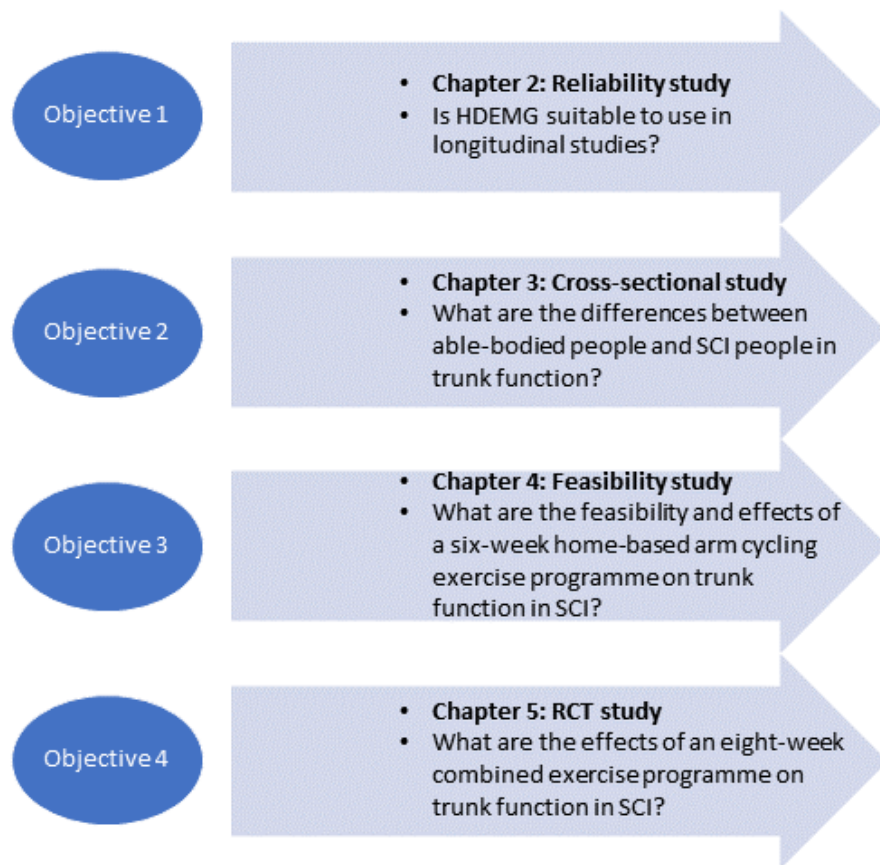 Objective 1
• Chapter 2: Reliability study
• Is HDEMG suitable to use in
longitudinal studies?
Objective 2
• Chapter 3: Cross-sectional study
• What are the differences between
able-bodied people and SCI people in
trunk function?
Objective 3
• Chapter 4: Feasibility study
• What are the feasibility and effects of
a six-week home-based arm cycling
exercise programme on trunk
function in SCI?
Objective 4
• Chapter 5: RCT study
• What are the effects of an eight-week
combined exercise programme on
trunk function in SCI?